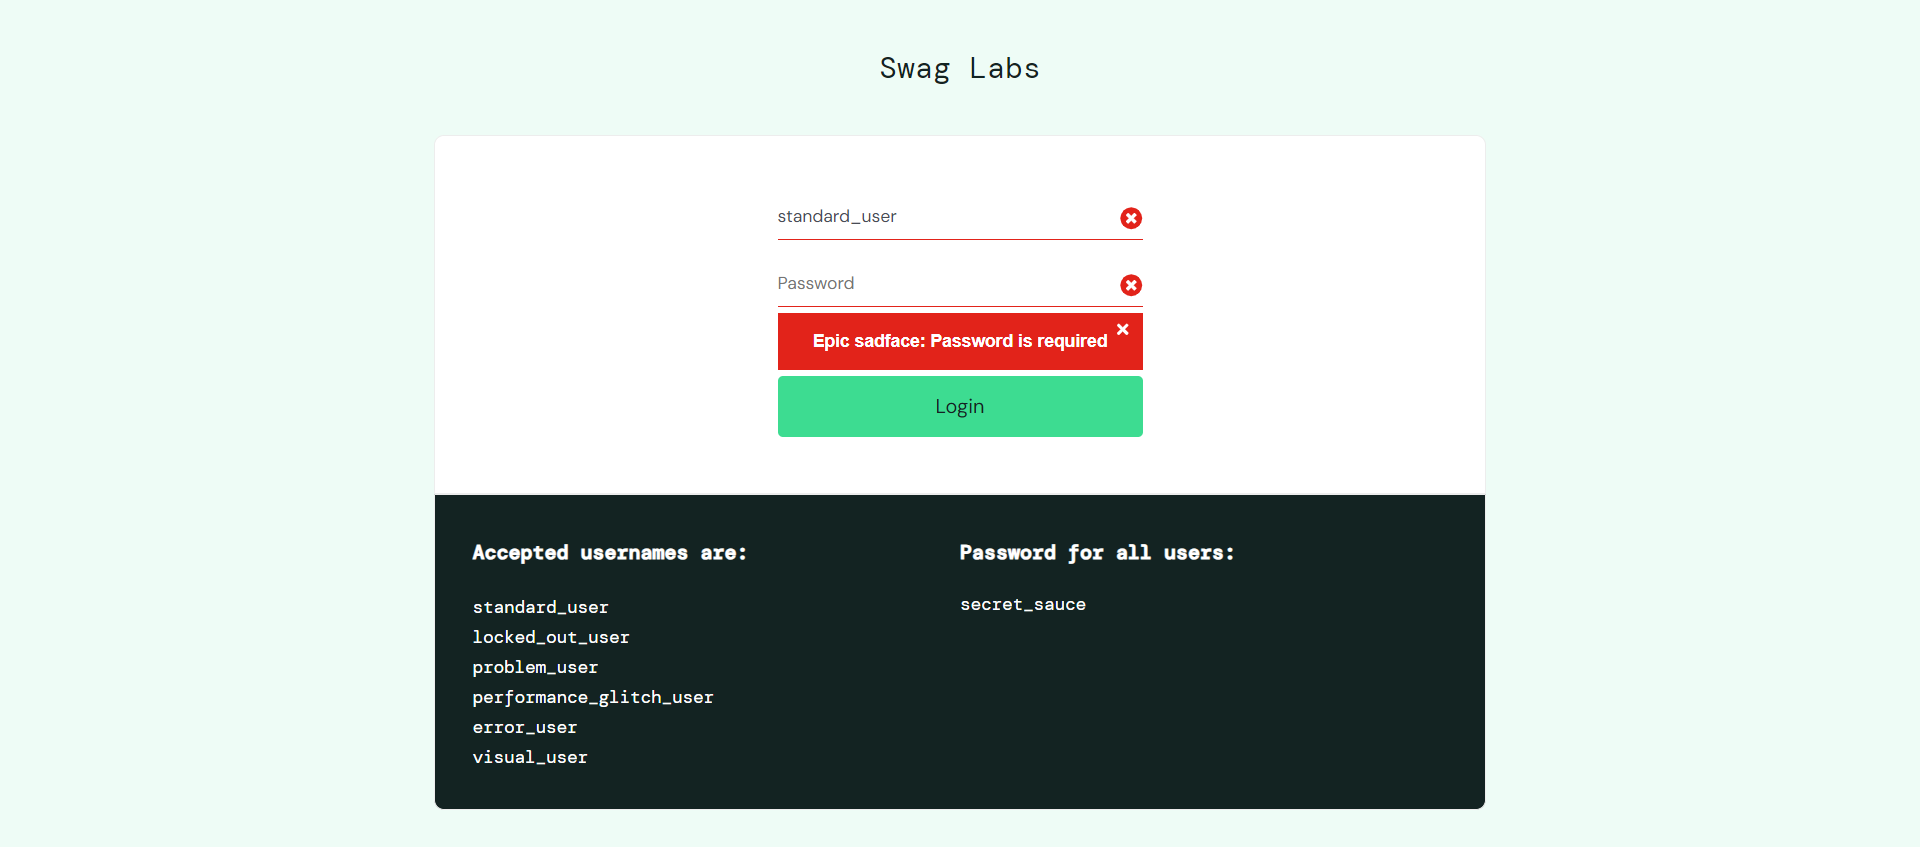 Swag Labs
standard_user
Password
Epic sadface: Password is required
Login
Accepted usernames are:
standard_user
locked_out_user
problem_user
performance_glitch_user
error_user
visual_user
Password for all users:
secret_sauce